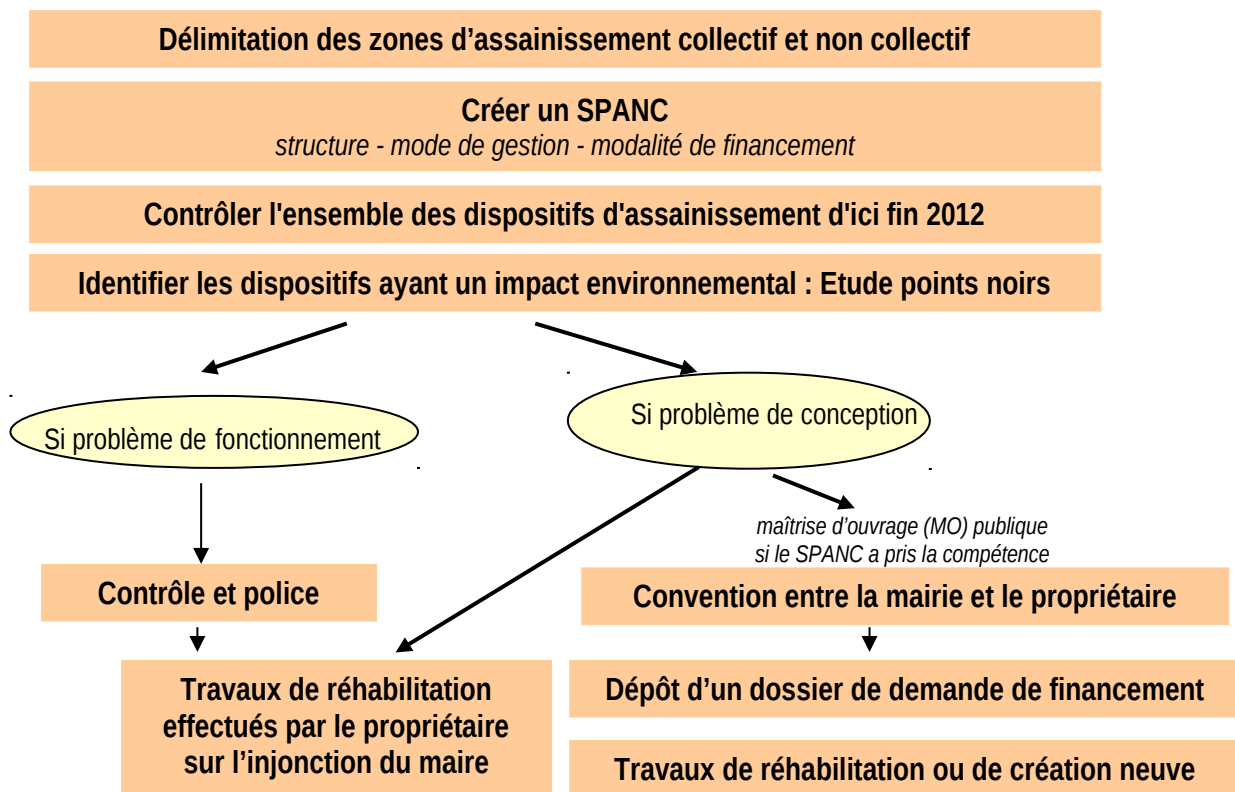 Délimitation des zones d’assainissement collectif et non collectif
Créer un SPANC
structure - mode de gestion - modalité de financement
Contrôler l'ensemble des dispositifs d'assainissement d'ici fin 2012
Identifier les dispositifs ayant un impact environnemental : Etude points noirs
Si problème de fonctionnement
Si problème de conception
maîtrise d’ouvrage (MO) publique
si le SPANC a pris la compétence
Contrôle et police
Convention entre la mairie et le propriétaire
Travaux de réhabilitation
effectués par le propriétaire
sur l’injonction du maire
Dépôt d’un dossier de demande de financement
Travaux de réhabilitation ou de création neuve